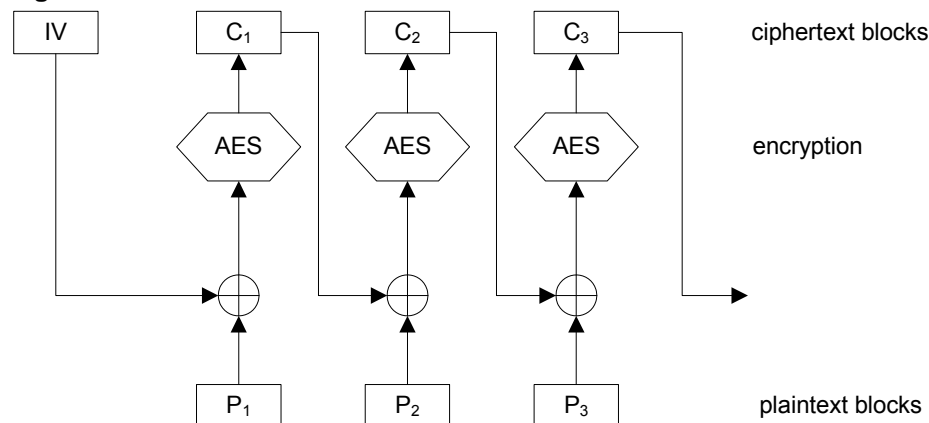 IV C₁ C₂ C₃ ciphertext blocks
AES AES AES encryption
P₁ P₂ P₃ plaintext blocks